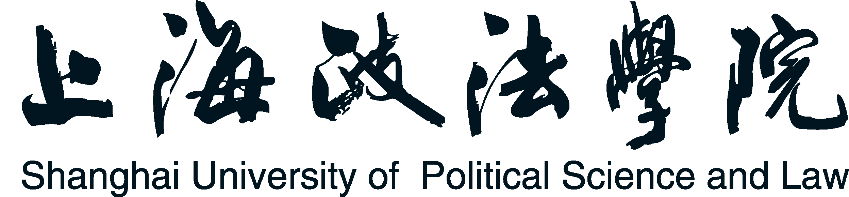 上海政法學院
Shanghai University of Political Science and Law